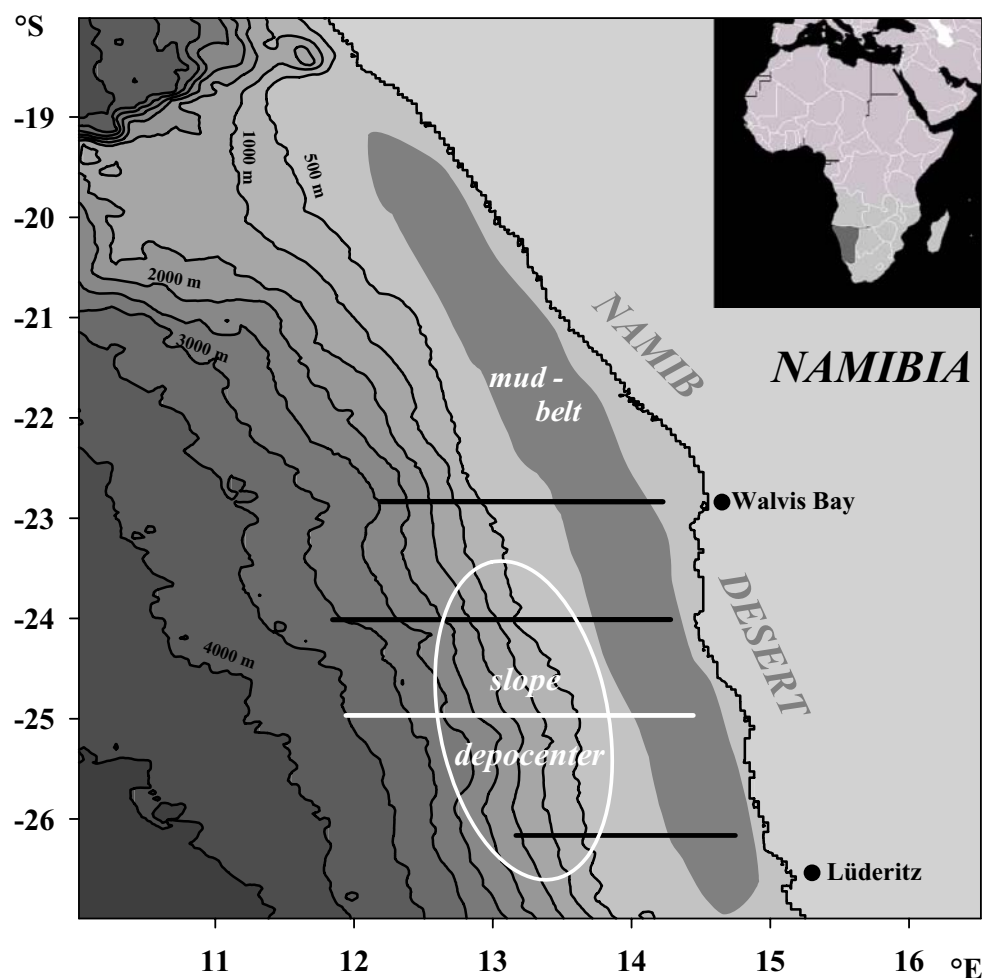 °S
-19
-20
-21
-22
-23
-24
-25
-26
1000 m
500 m
2000 m
3000 m
4000 m
NAMIB
DESERT
NAMIBIA
mud -
belt
Walvis Bay
slope
depocenter
Lüderitz
11
12
13
14
15
16
°E